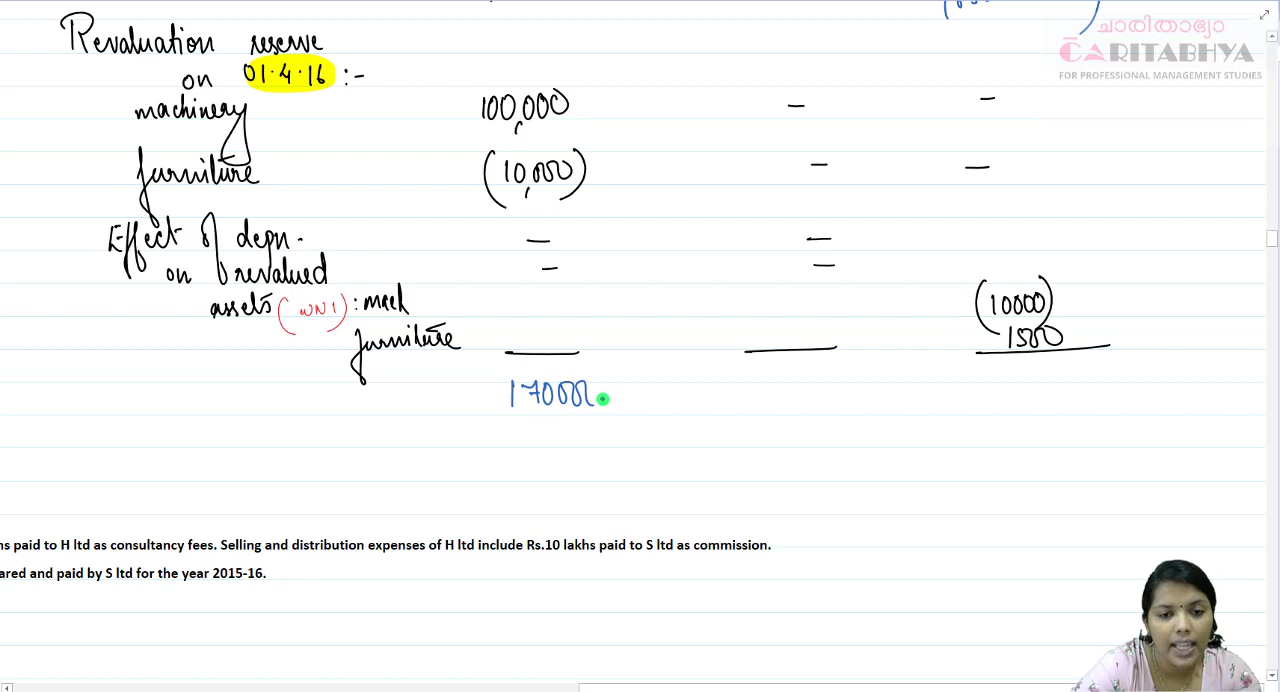 Revaluation reserve
on 01.4.16 :-
machinery 100,000 - -
furniture (10,000) - -
Effect of depn. - -
on revalued - -
assets (WN1) : mach (10000)
furniture 1500
17000
ചാരിതാഭ്യാ
CARITABHYA
FOR PROFESSIONAL MANAGEMENT STUDIES
hs paid to H ltd as consultancy fees. Selling and distribution expenses of H ltd include Rs.10 lakhs paid to S ltd as commission.
ared and paid by S ltd for the year 2015-16.